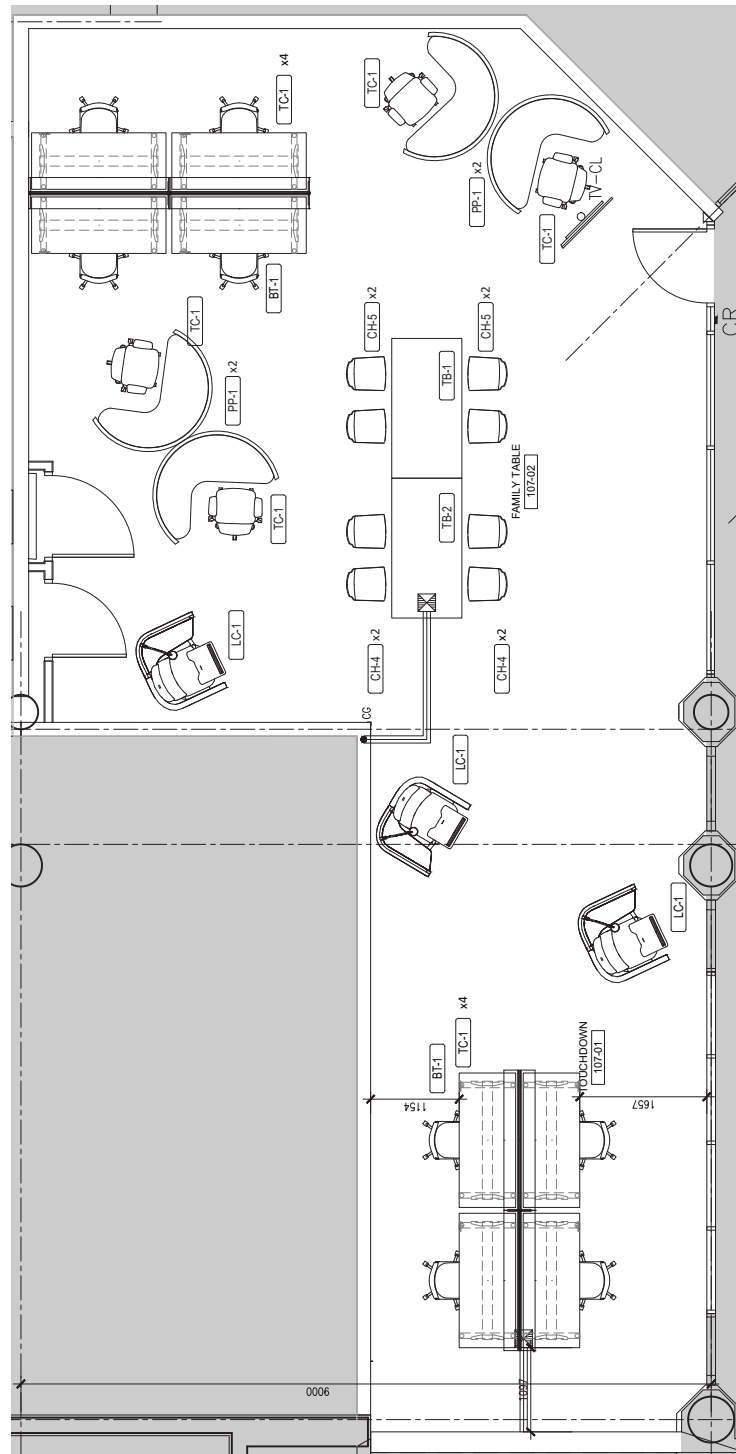 x4
TC-1
TC-1
x2
PP-1
TV-CL
TC-1
BT-1
TC-1
x2
PP-1
x2
CH-5
x2
CH-5
CR
TB-1
FAMILY TABLE
107-02
TB-2
TC-1
LC-1
x2
CH-4
x2
CH-4
CG
LC-1
LC-1
x4
TC-1
BT-1
TOUCHDOWN
107-01
1154
1657
9000
1097